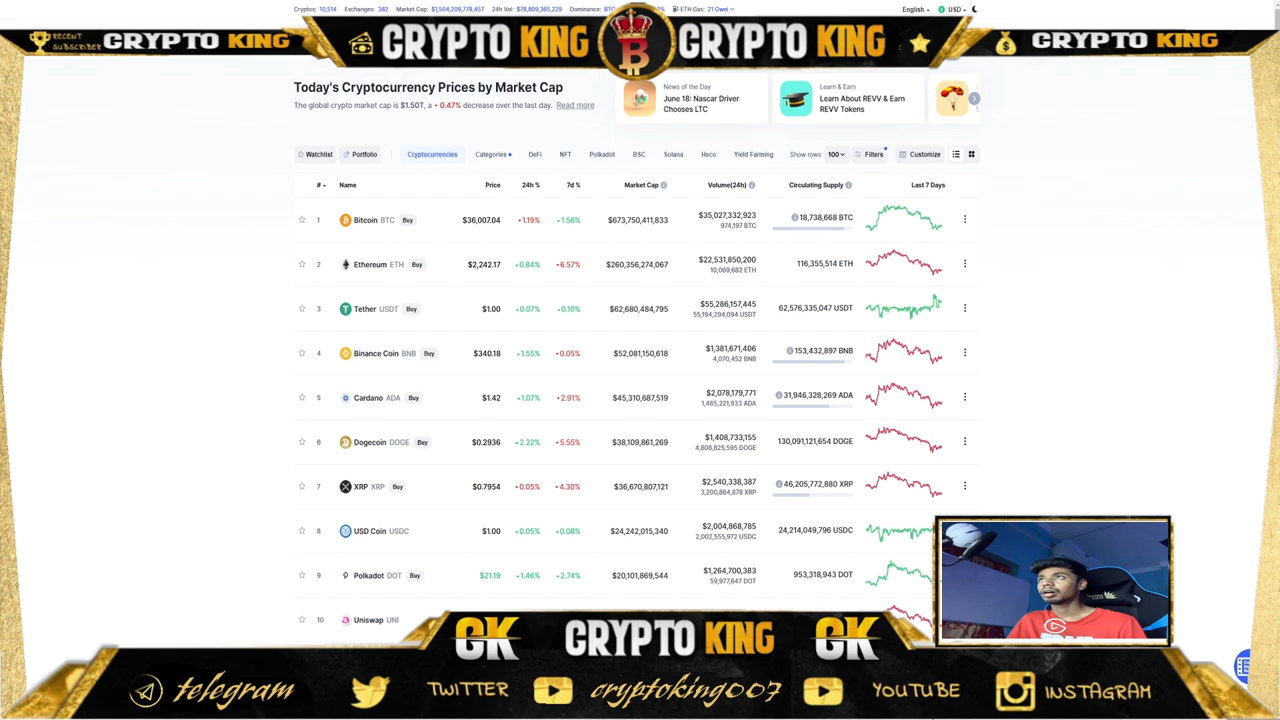 Cryptos: 10,514 Exchanges: 382 Market Cap: $1,504,209,778,457 24h Vol: $78,809,365,229 Dominance: ETH Gas: 21 Gwei English USD
RECENT SUBSCRIBER CRYPTO KING
CRYPTO KING
CRYPTO KING
CRYPTO KING
Today's Cryptocurrency Prices by Market Cap
The global crypto market cap is $1.50T, a 0.47% decrease over the last day. Read more
News of the Day
June 18: Nascar Driver
Chooses LTC
Learn & Earn
Learn About REVV & Earn
REVV Tokens
Watchlist Portfolio Cryptocurrencies Categories DeFi NFT Polkadot BSC Solana Heco Yield Farming Show rows 100 Filters Customize
# Name Price 24h % 7d % Market Cap Volume(24h) Circulating Supply Last 7 Days
1 Bitcoin BTC Buy $36,007.04 1.19% 1.56% $673,750,411,833 $35,027,332,923 18,738,668 BTC
974,197 BTC
2 Ethereum ETH Buy $2,242.17 0.84% 6.57% $260,356,274,067 $22,531,850,200 116,355,514 ETH
10,069,682 ETH
3 Tether USDT Buy $1.00 0.07% 0.10% $62,680,484,795 $55,286,157,445 62,576,335,047 USDT
55,194,294,094 USDT
4 Binance Coin BNB Buy $340.18 1.55% 0.05% $52,081,150,618 $1,381,671,406 153,432,897 BNB
4,070,452 BNB
5 Cardano ADA Buy $1.42 1.07% 2.91% $45,310,687,519 $2,078,179,771 31,946,328,269 ADA
1,465,221,933 ADA
6 Dogecoin DOGE Buy $0.2936 2.22% 5.55% $38,109,861,269 $1,408,733,155 130,091,121,654 DOGE
4,808,825,595 DOGE
7 XRP XRP Buy $0.7954 0.05% 4.30% $36,670,807,121 $2,540,338,387 46,205,772,880 XRP
3,200,864,878 XRP
8 USD Coin USDC $1.00 0.05% 0.08% $24,242,015,340 $2,004,868,785 24,214,049,796 USDC
2,002,555,972 USDC
9 Polkadot DOT Buy $21.19 1.46% 2.74% $20,101,869,544 $1,264,700,383 953,318,943 DOT
59,977,647 DOT
10 Uniswap UNI
GK CRYPTO KING GK
telegram TWITTER cryptoking007 YOUTUBE INSTAGRAM